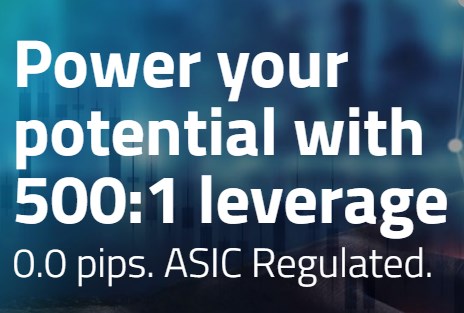 Power your
potential with
500:1 leverage
0.0 pips. ASIC Regulated.